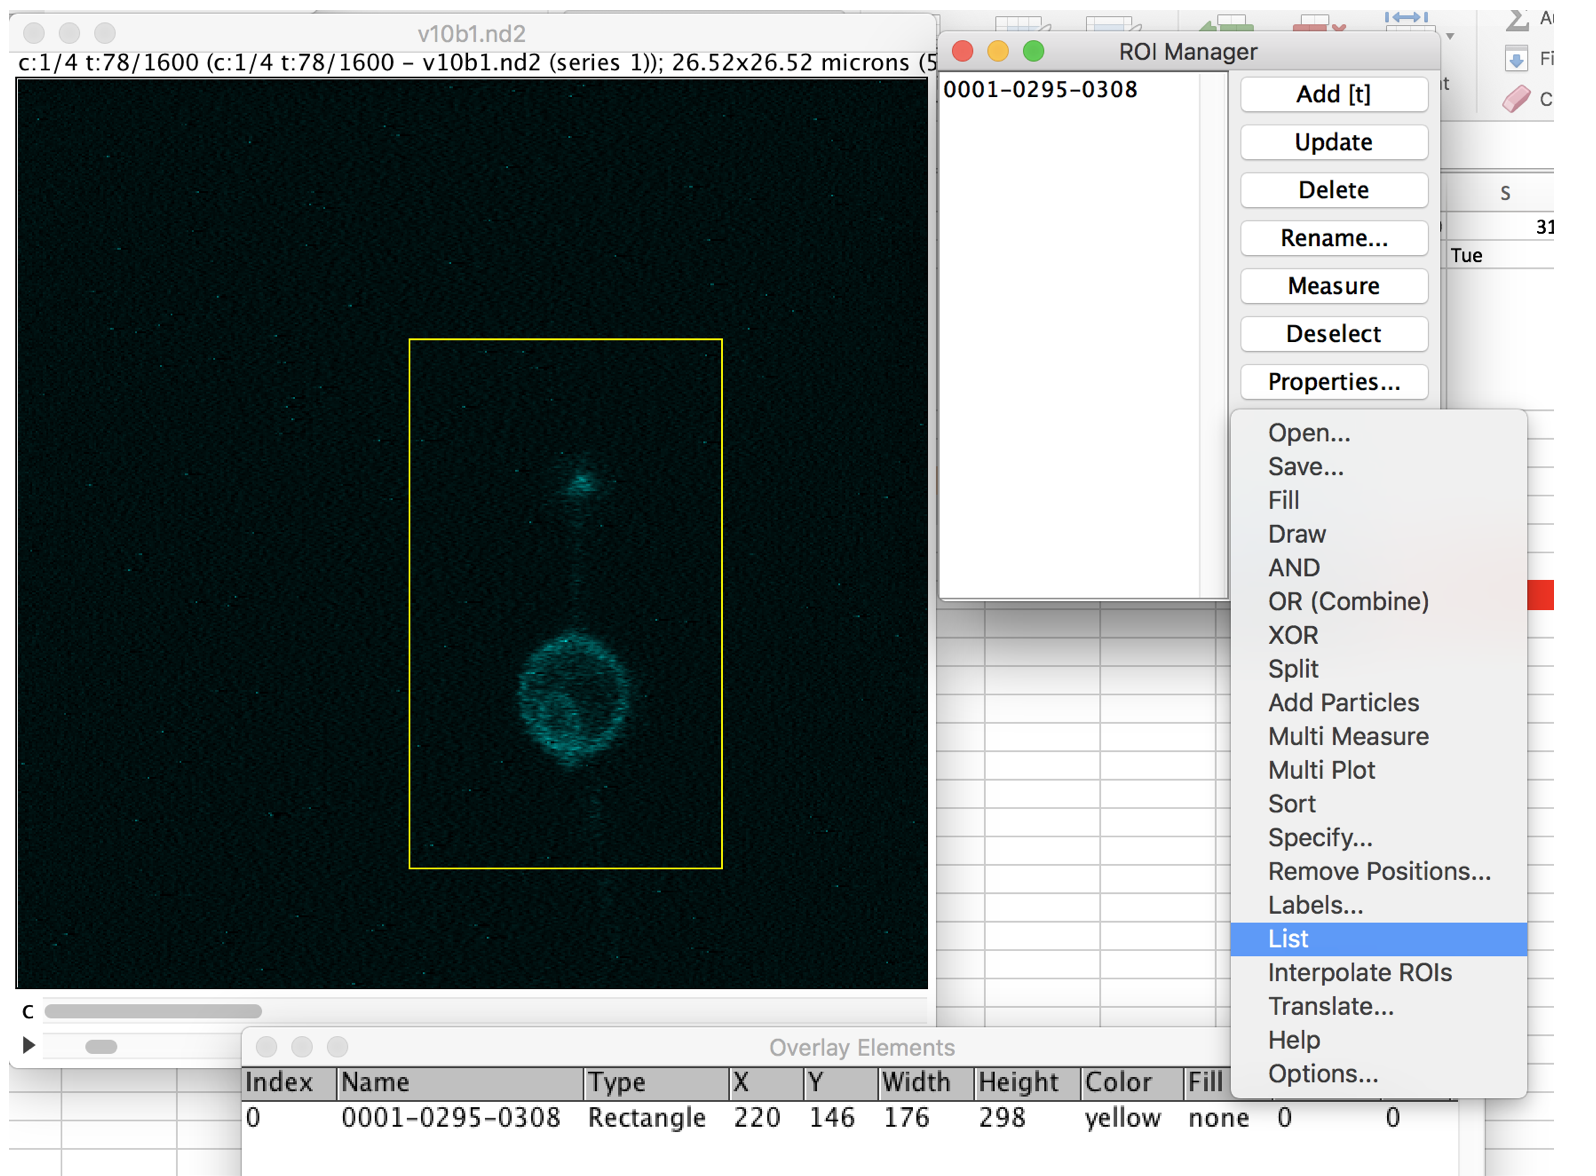 v10b1.nd2
c:1/4 t:78/1600 (c:1/4 t:78/1600 - v10b1.nd2 (series 1)); 26.52x26.52 microns (5
ROI Manager
0001-0295-0308
Add [t]
Update
Delete
Rename...
Measure
Deselect
Properties...
Open...
Save...
Fill
Draw
AND
OR (Combine)
XOR
Split
Add Particles
Multi Measure
Multi Plot
Sort
Specify...
Remove Positions...
Labels...
List
Interpolate ROIs
Translate...
Help
Options...
S
31
Tue
C
Overlay Elements
Index Name Type X Y Width Height Color Fill
0 0001-0295-0308 Rectangle 220 146 176 298 yellow none 0 0